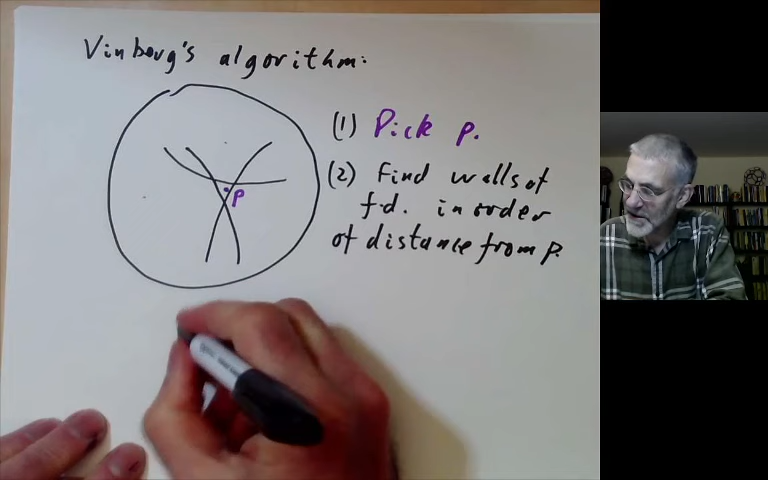 Vinberg's algorithm:
(1) Pick p.
(2) Find walls of
f.d. in order
of distance from p.
p